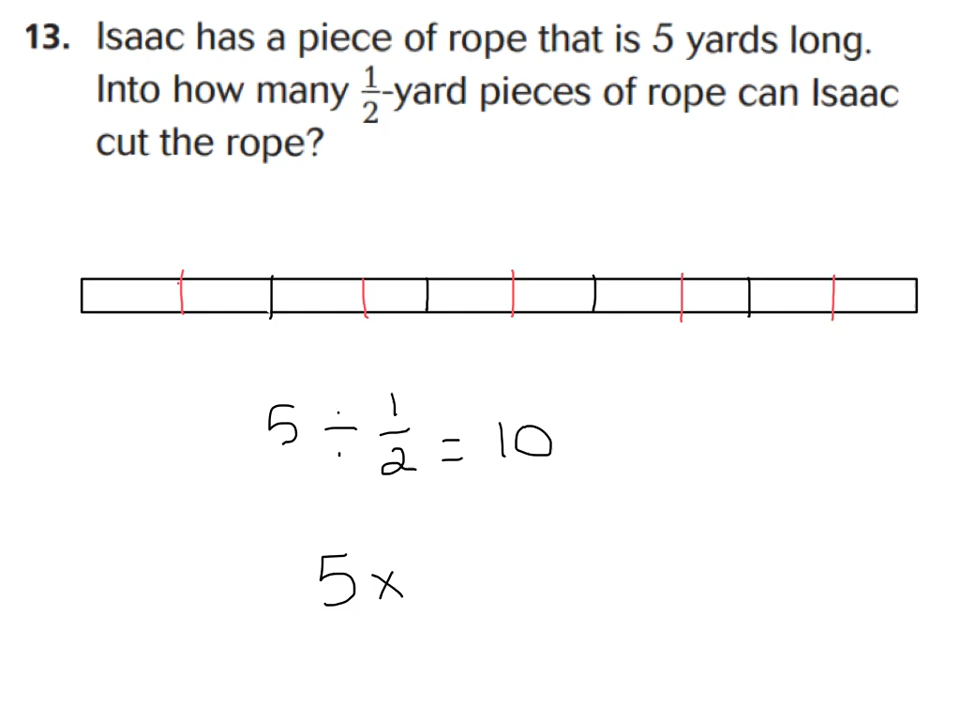 13. Isaac has a piece of rope that is 5 yards long.
Into how many 1/2-yard pieces of rope can Isaac
cut the rope?
5 ÷ 1/2 = 10
5 ×